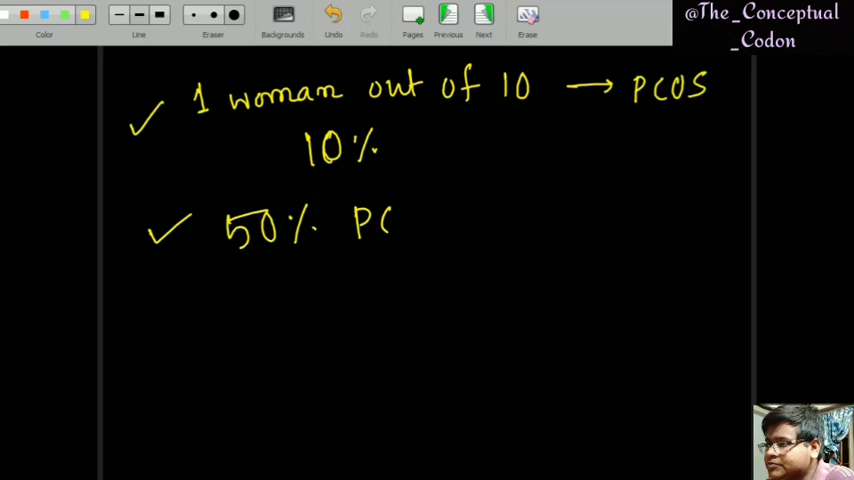 Color
Line
Eraser
Backgrounds
Undo
Redo
Pages
Previous
Next
Erase
@The_Conceptual
_Codon
1 woman out of 10 → PCOS
10%
50% PC